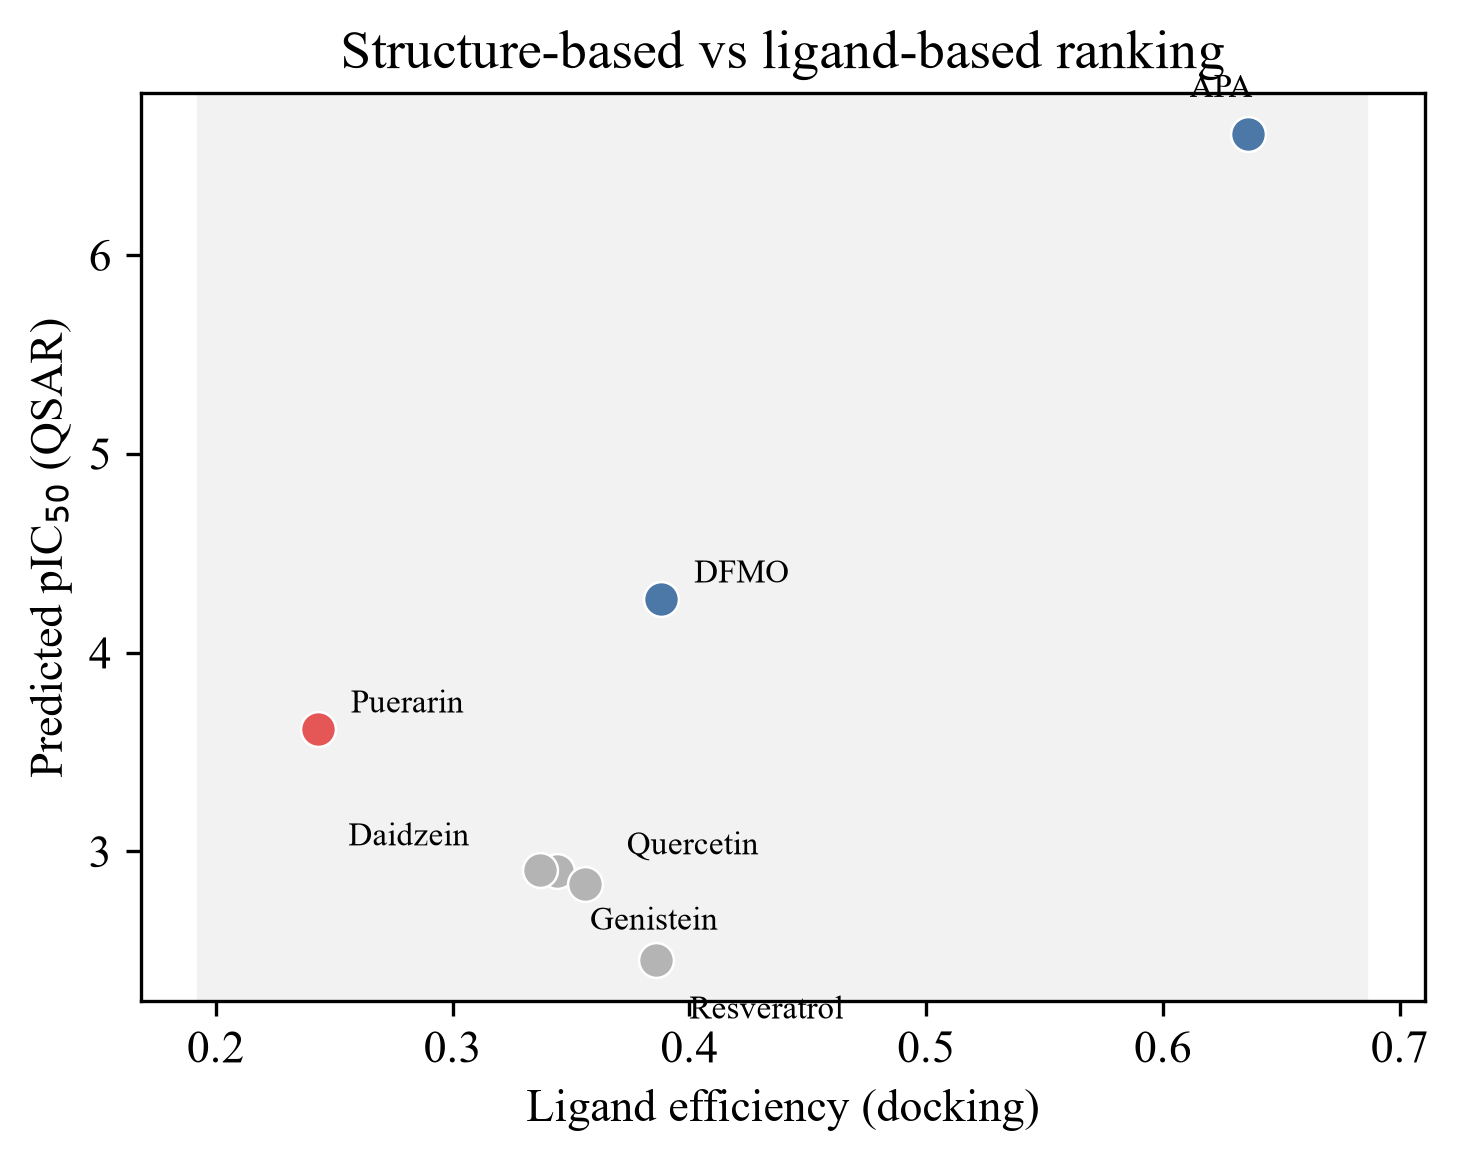 Structure-based vs ligand-based ranking
APA
6
5
DFMO
4
Puerarin
Daidzein
Quercetin
3
Genistein
Resveratrol
0.2 0.3 0.4 0.5 0.6 0.7
Ligand efficiency (docking)
Predicted pIC₅₀ (QSAR)